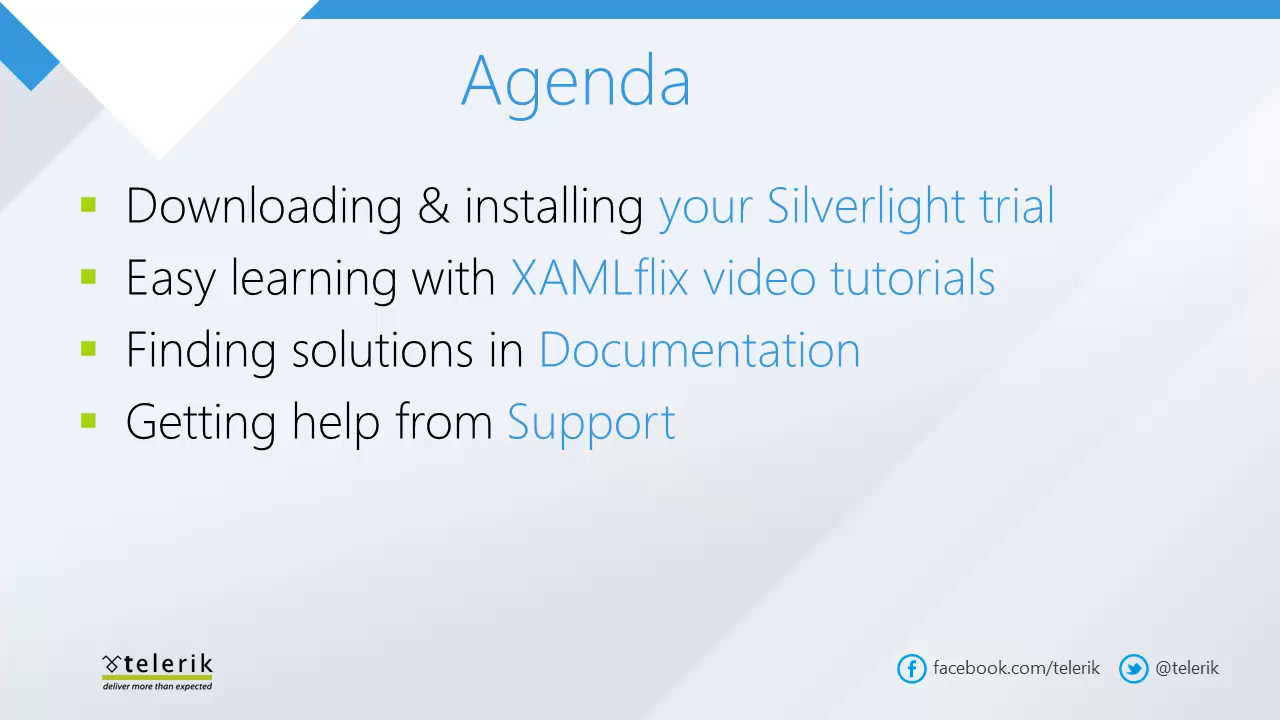 Agenda
Downloading & installing your Silverlight trial
Easy learning with XAMLflix video tutorials
Finding solutions in Documentation
Getting help from Support
telerik
deliver more than expected
facebook.com/telerik
@telerik